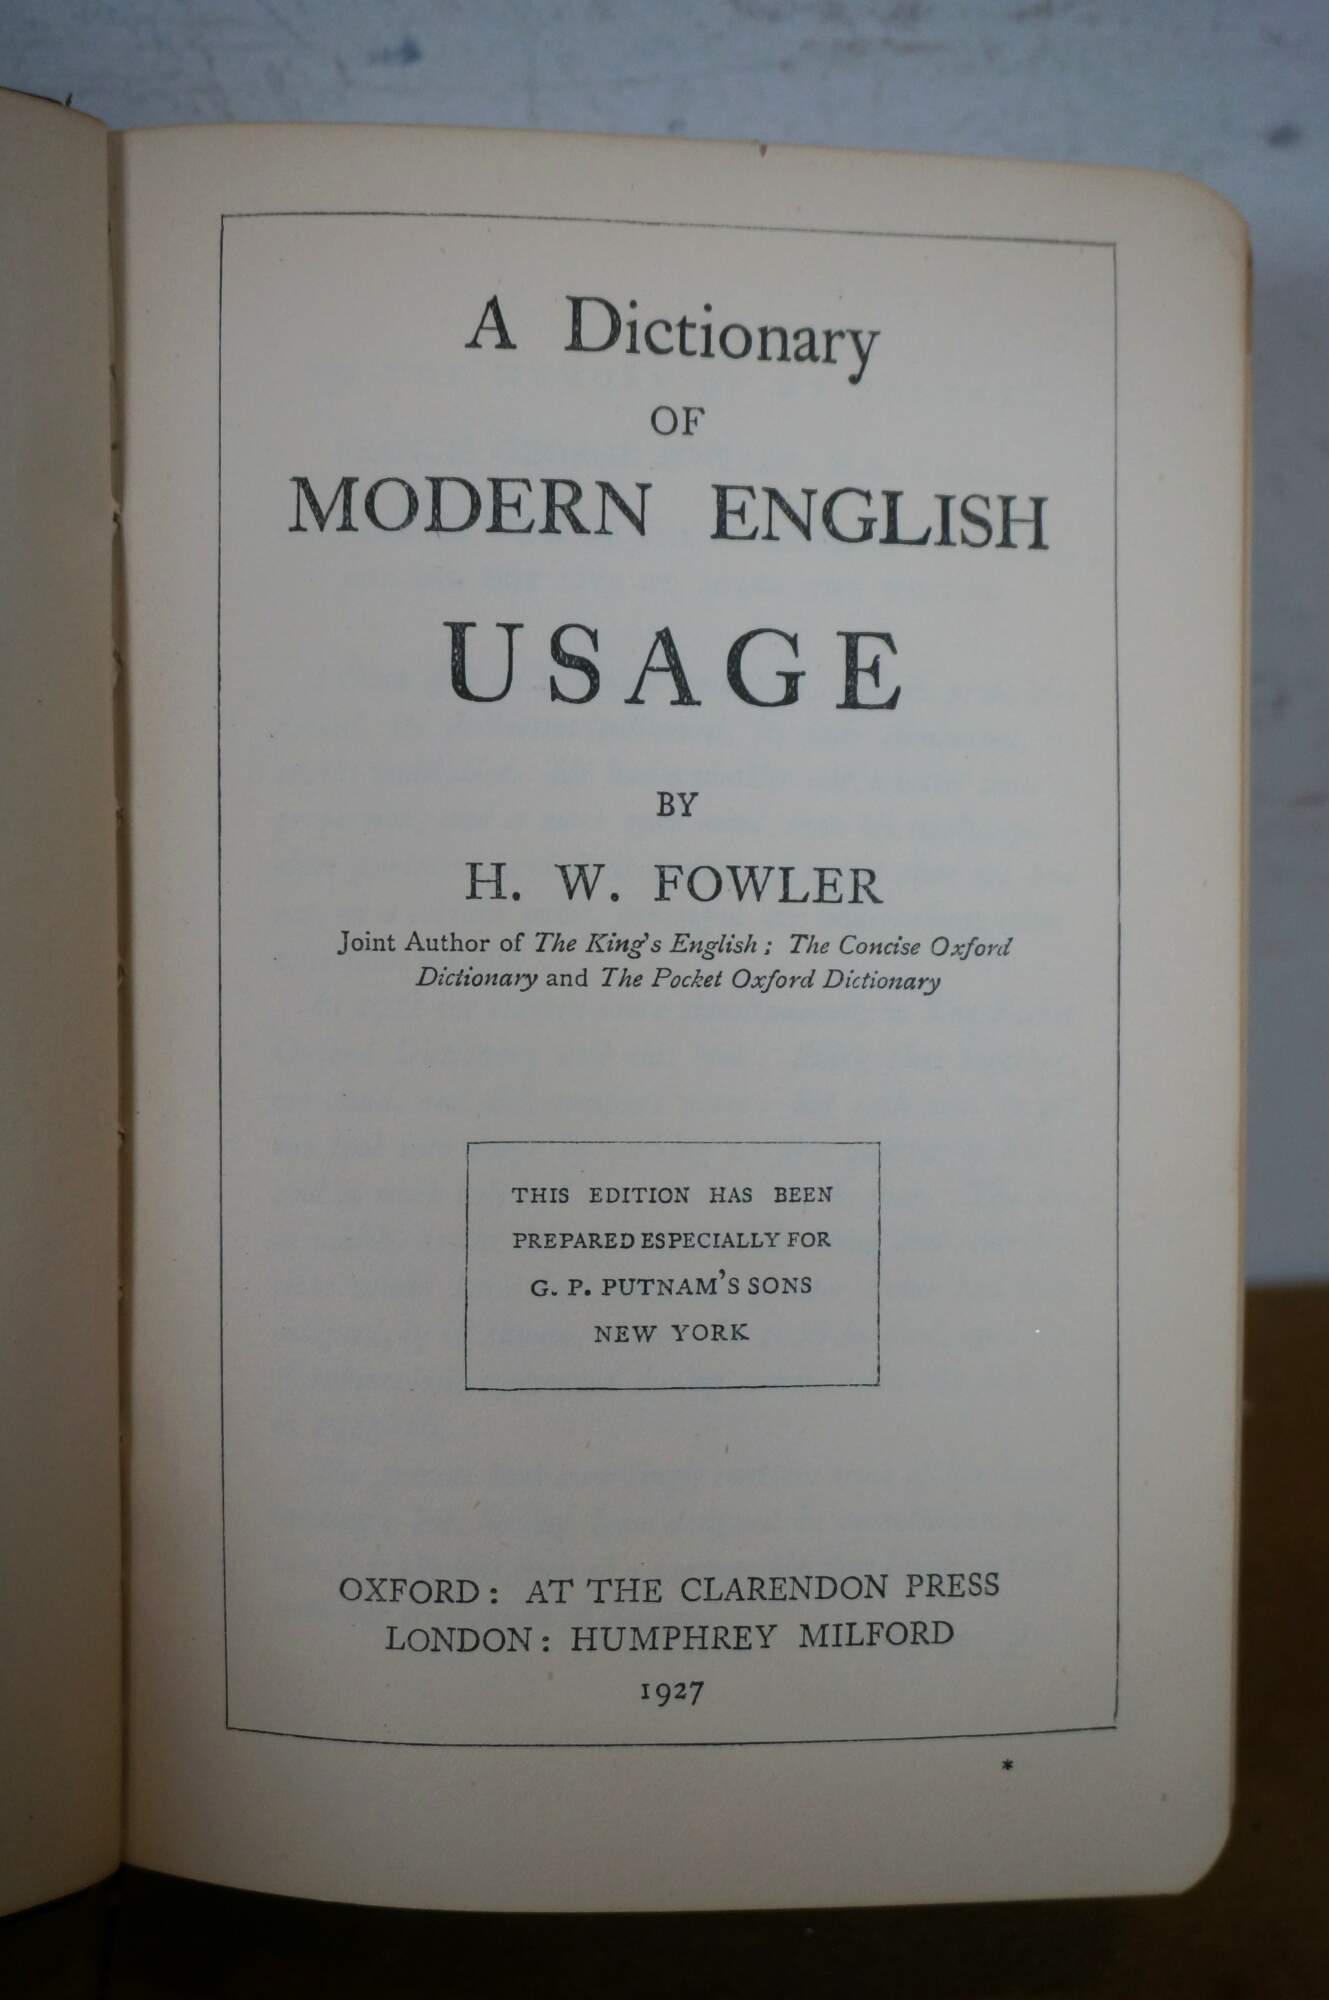 A Dictionary
OF
MODERN ENGLISH
USAGE
BY
H. W. FOWLER
Joint Author of The King's English; The Concise Oxford
Dictionary and The Pocket Oxford Dictionary
THIS EDITION HAS BEEN
PREPARED ESPECIALLY FOR
G. P. PUTNAM'S SONS
NEW YORK
OXFORD: AT THE CLARENDON PRESS
LONDON: HUMPHREY MILFORD
1927
*